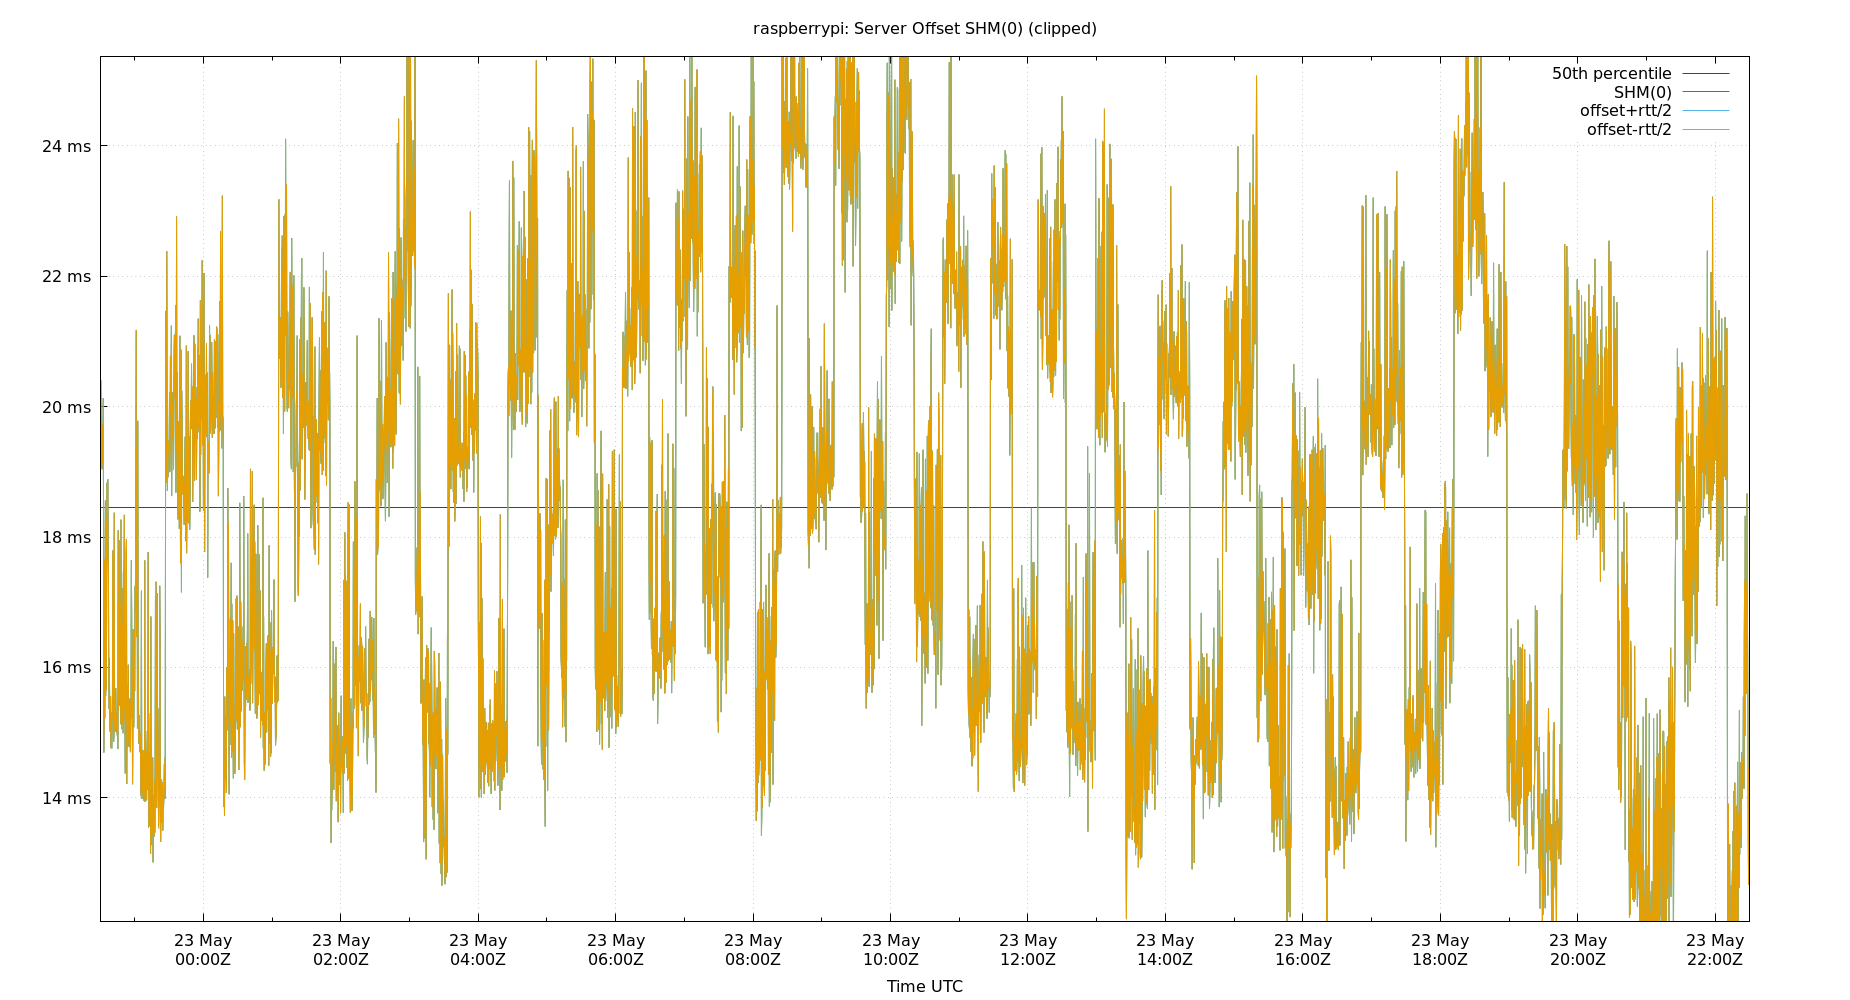 raspberrypi: Server Offset SHM(0) (clipped)
50th percentile
SHM(0)
offset+rtt/2
offset-rtt/2
24 ms
22 ms
20 ms
18 ms
16 ms
14 ms
23 May 23 May 23 May 23 May 23 May 23 May 23 May 23 May 23 May 23 May 23 May 23 May
00:00Z 02:00Z 04:00Z 06:00Z 08:00Z 10:00Z 12:00Z 14:00Z 16:00Z 18:00Z 20:00Z 22:00Z
Time UTC